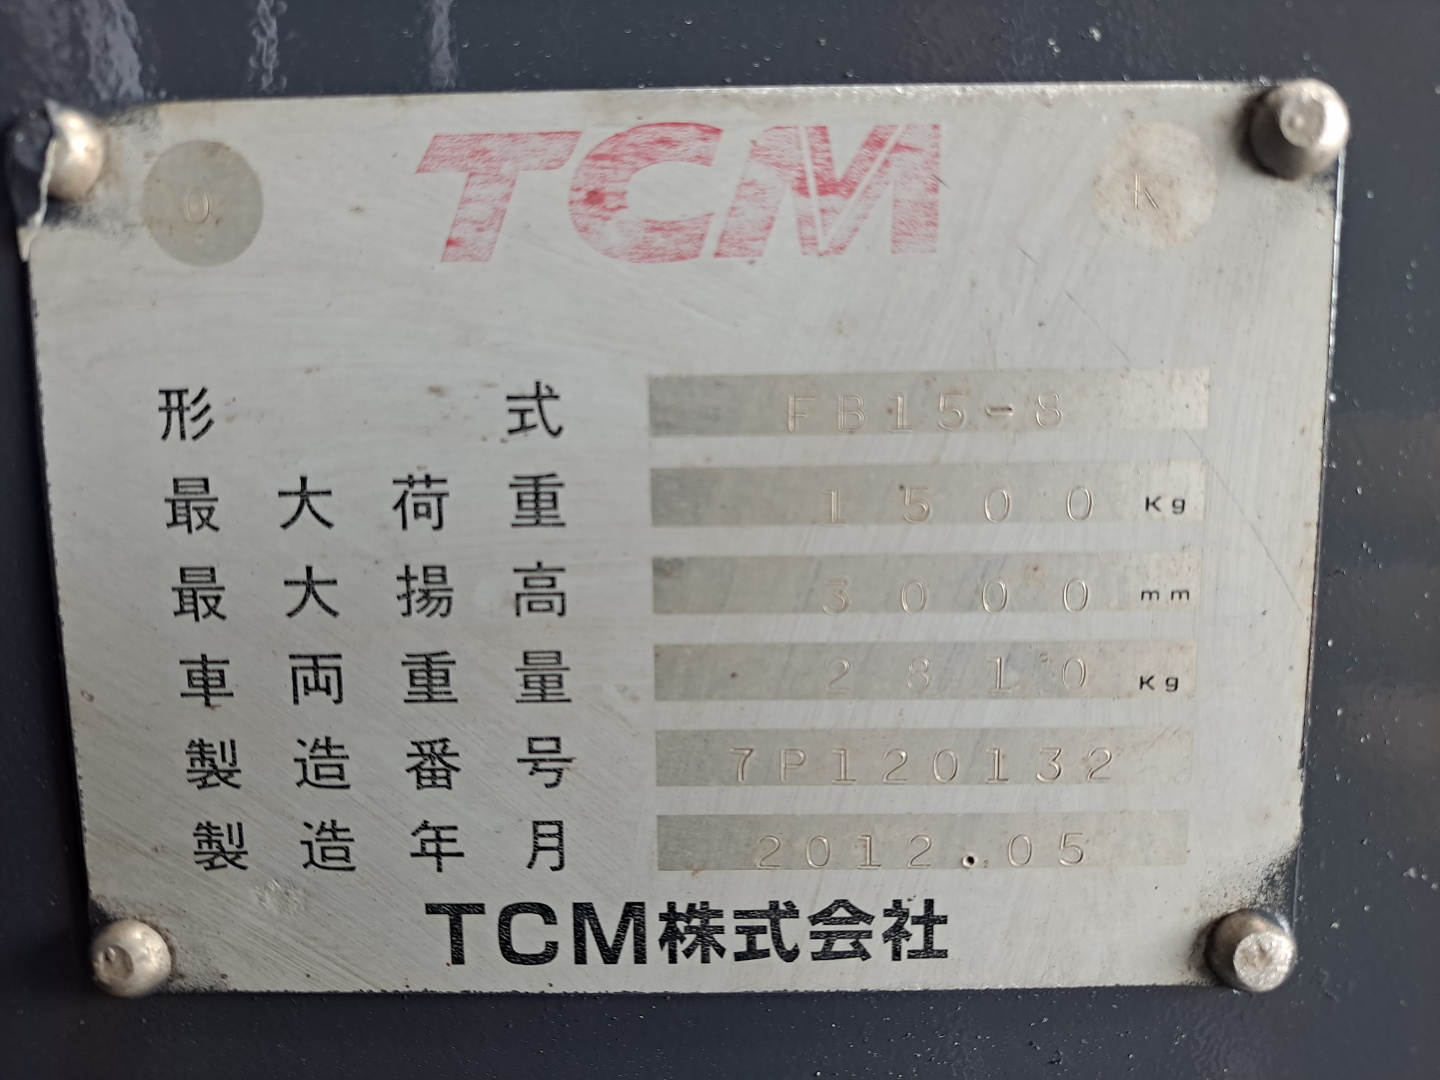 TCM
O K
形式 FB15-8
最大荷重 1500 Kg
最大揚高 3000 mm
車両重量 2810 Kg
製造番号 7P120132
製造年月 2012.05
TCM株式会社